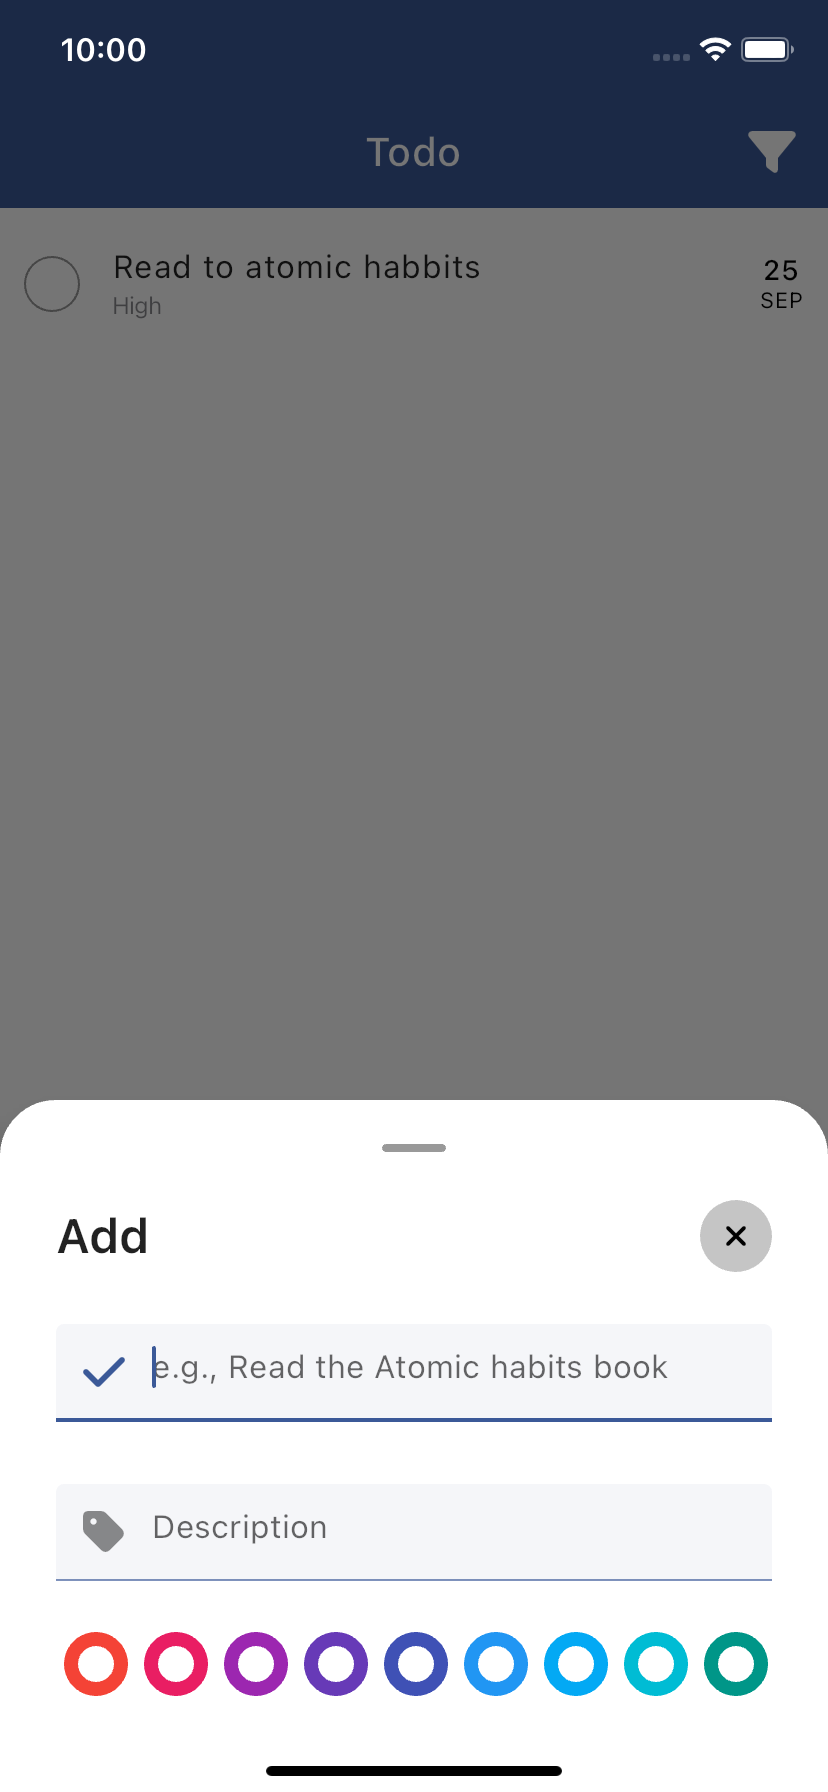 10:00
Todo
Read to atomic habbits
High
25
SEP
Add
e.g., Read the Atomic habits book
Description